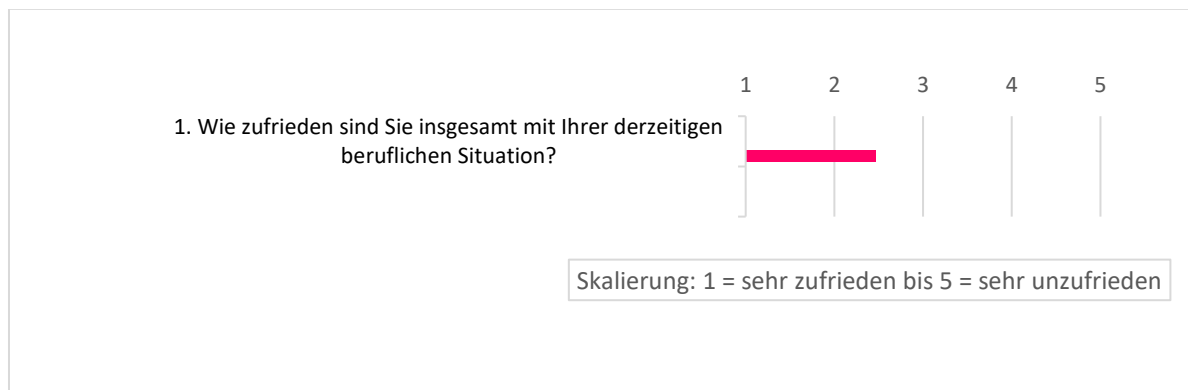 1 2 3 4 5
1. Wie zufrieden sind Sie insgesamt mit Ihrer derzeitigen
beruflichen Situation?
Skalierung: 1 = sehr zufrieden bis 5 = sehr unzufrieden